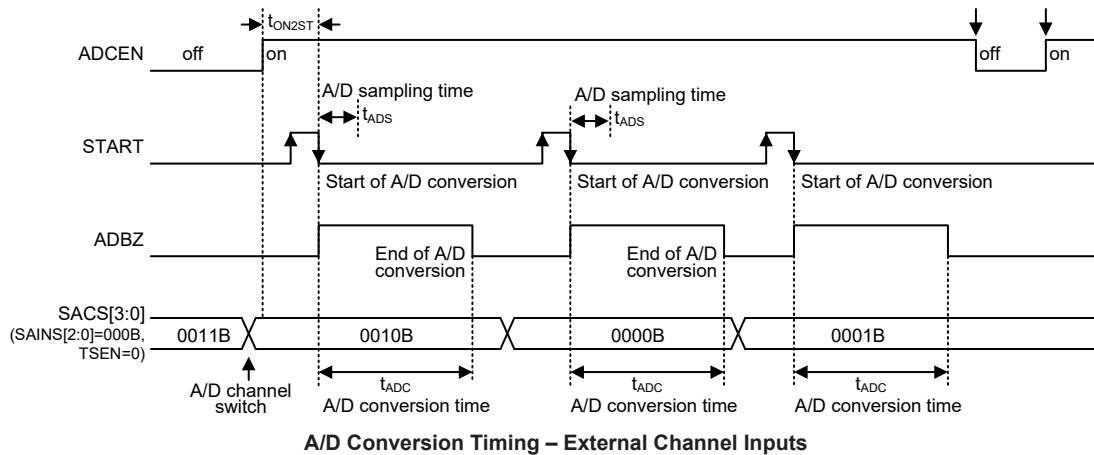 tON2ST
ADCEN
off
on
off
on
A/D sampling time
tADS
A/D sampling time
tADS
START
Start of A/D conversion
Start of A/D conversion
Start of A/D conversion
ADBZ
End of A/D
conversion
End of A/D
conversion
SACS[3:0]
(SAINS[2:0]=000B,
TSEN=0)
0011B
0010B
0000B
0001B
A/D channel
switch
tADC
A/D conversion time
tADC
A/D conversion time
tADC
A/D conversion time
A/D Conversion Timing – External Channel Inputs